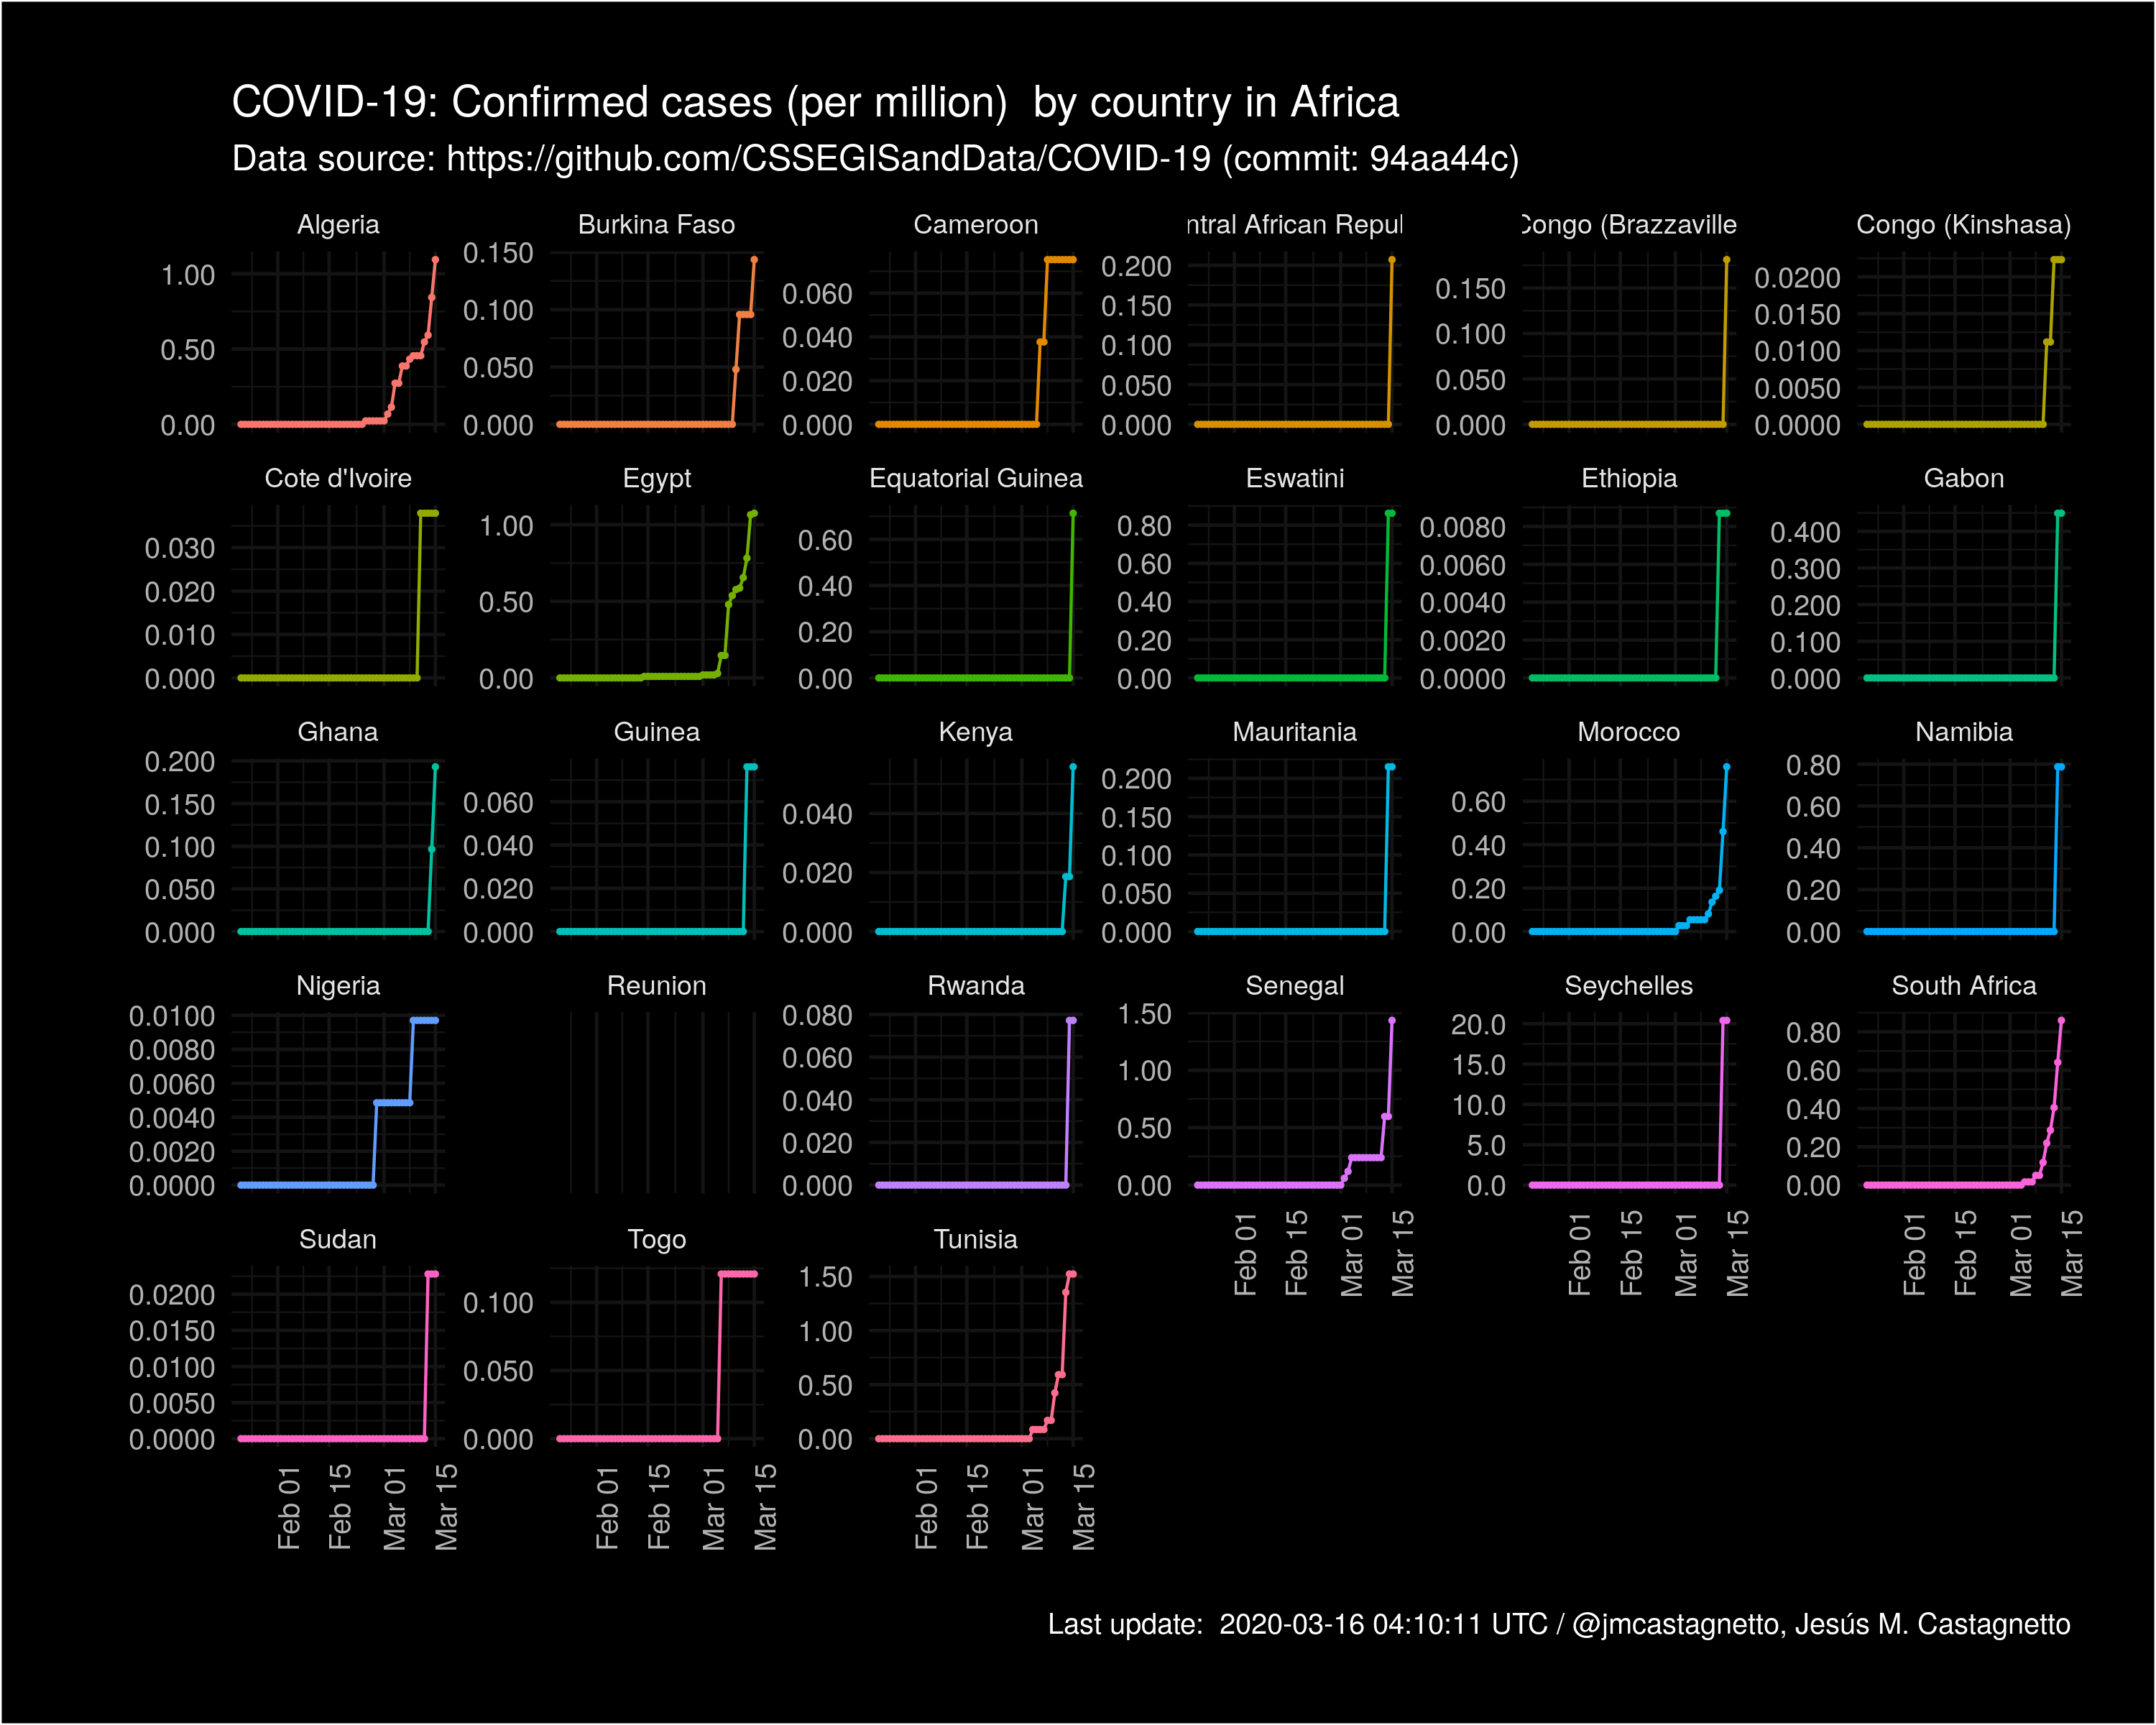 COVID-19: Confirmed cases (per million)  by country in Africa
Data source: https://github.com/CSSEGISandData/COVID-19 (commit: 94aa44c)
Algeria
1.00
0.50
0.00
Burkina Faso
0.150
0.100
0.050
0.000
Cameroon
0.060
0.040
0.020
0.000
ntral African Repul
0.200
0.150
0.100
0.050
0.000
Congo (Brazzaville
0.150
0.100
0.050
0.000
Congo (Kinshasa)
0.0200
0.0150
0.0100
0.0050
0.0000
Cote d'Ivoire
0.030
0.020
0.010
0.000
Egypt
1.00
0.50
0.00
Equatorial Guinea
0.60
0.40
0.20
0.00
Eswatini
0.80
0.60
0.40
0.20
0.00
Ethiopia
0.0080
0.0060
0.0040
0.0020
0.0000
Gabon
0.400
0.300
0.200
0.100
0.000
Ghana
0.200
0.150
0.100
0.050
0.000
Guinea
0.060
0.040
0.020
0.000
Kenya
0.040
0.020
0.000
Mauritania
0.200
0.150
0.100
0.050
0.000
Morocco
0.60
0.40
0.20
0.00
Namibia
0.80
0.60
0.40
0.20
0.00
Nigeria
0.0100
0.0080
0.0060
0.0040
0.0020
0.0000
Reunion
Rwanda
0.080
0.060
0.040
0.020
0.000
Senegal
1.50
1.00
0.50
0.00
Feb 01
Feb 15
Mar 01
Mar 15
Seychelles
20.0
15.0
10.0
5.0
0.0
Feb 01
Feb 15
Mar 01
Mar 15
South Africa
0.80
0.60
0.40
0.20
0.00
Feb 01
Feb 15
Mar 01
Mar 15
Sudan
0.0200
0.0150
0.0100
0.0050
0.0000
Feb 01
Feb 15
Mar 01
Mar 15
Togo
0.100
0.050
0.000
Feb 01
Feb 15
Mar 01
Mar 15
Tunisia
1.50
1.00
0.50
0.00
Feb 01
Feb 15
Mar 01
Mar 15
Last update:  2020-03-16 04:10:11 UTC / @jmcastagnetto, Jesús M. Castagnetto